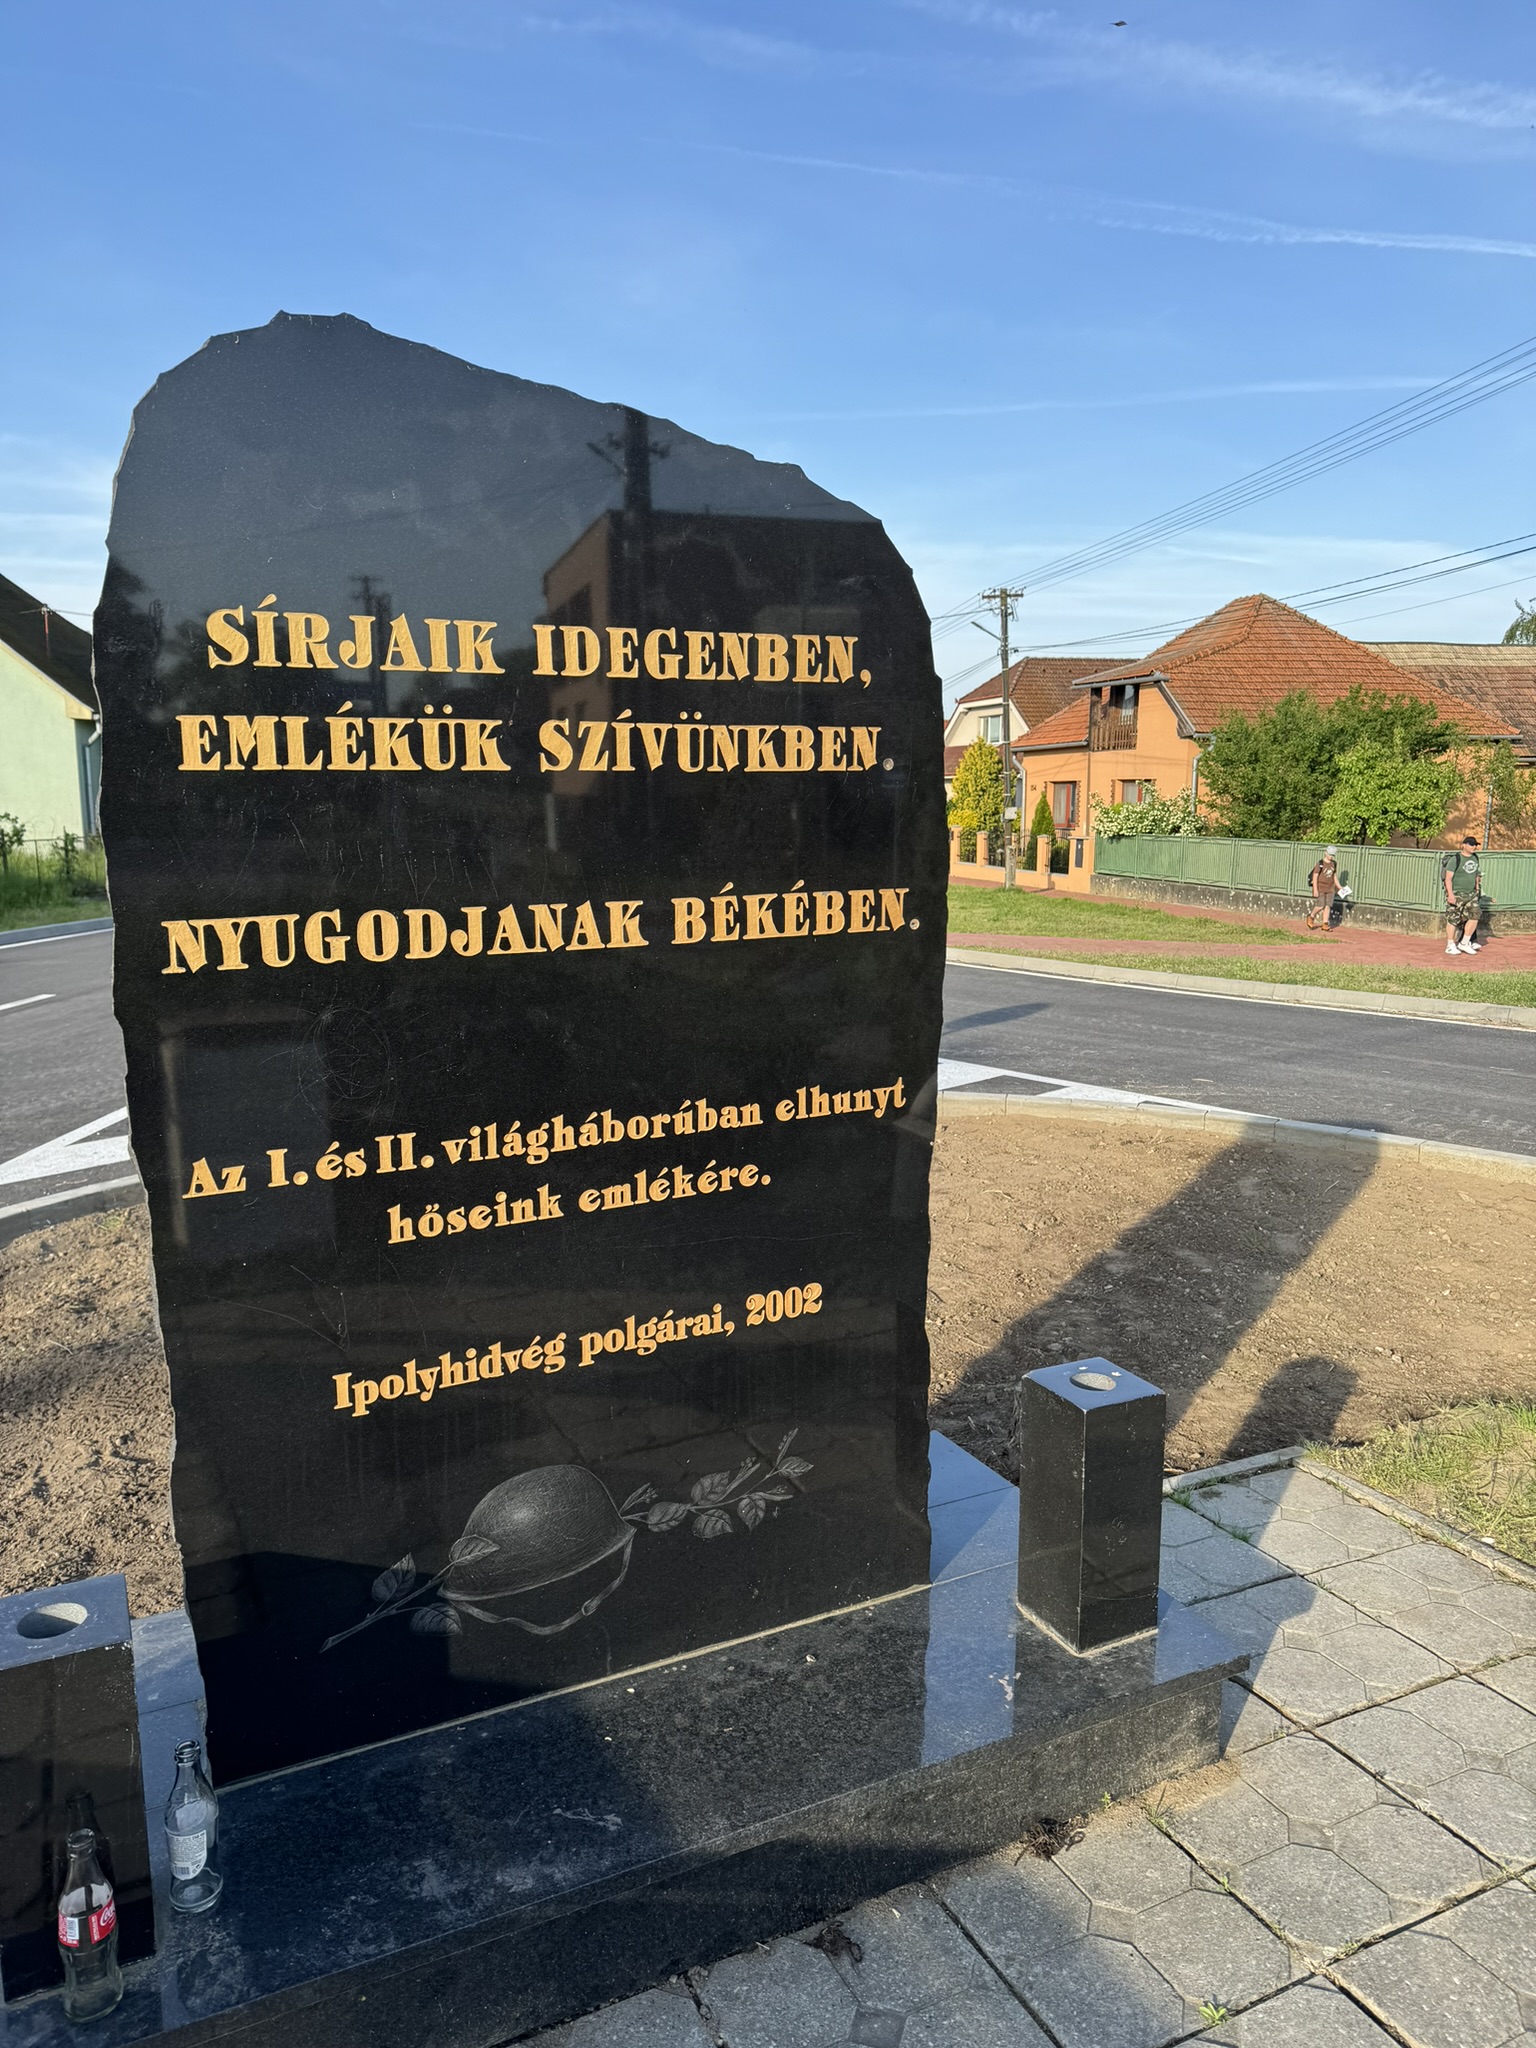 SÍRJAIK IDEGENBEN,
EMLÉKÜK SZÍVÜNKBEN.
NYUGODJANAK BÉKÉBEN.
Az I. és II. világháborúban elhunyt
hőseink emlékére.
Ipolyhidvég polgárai, 2002